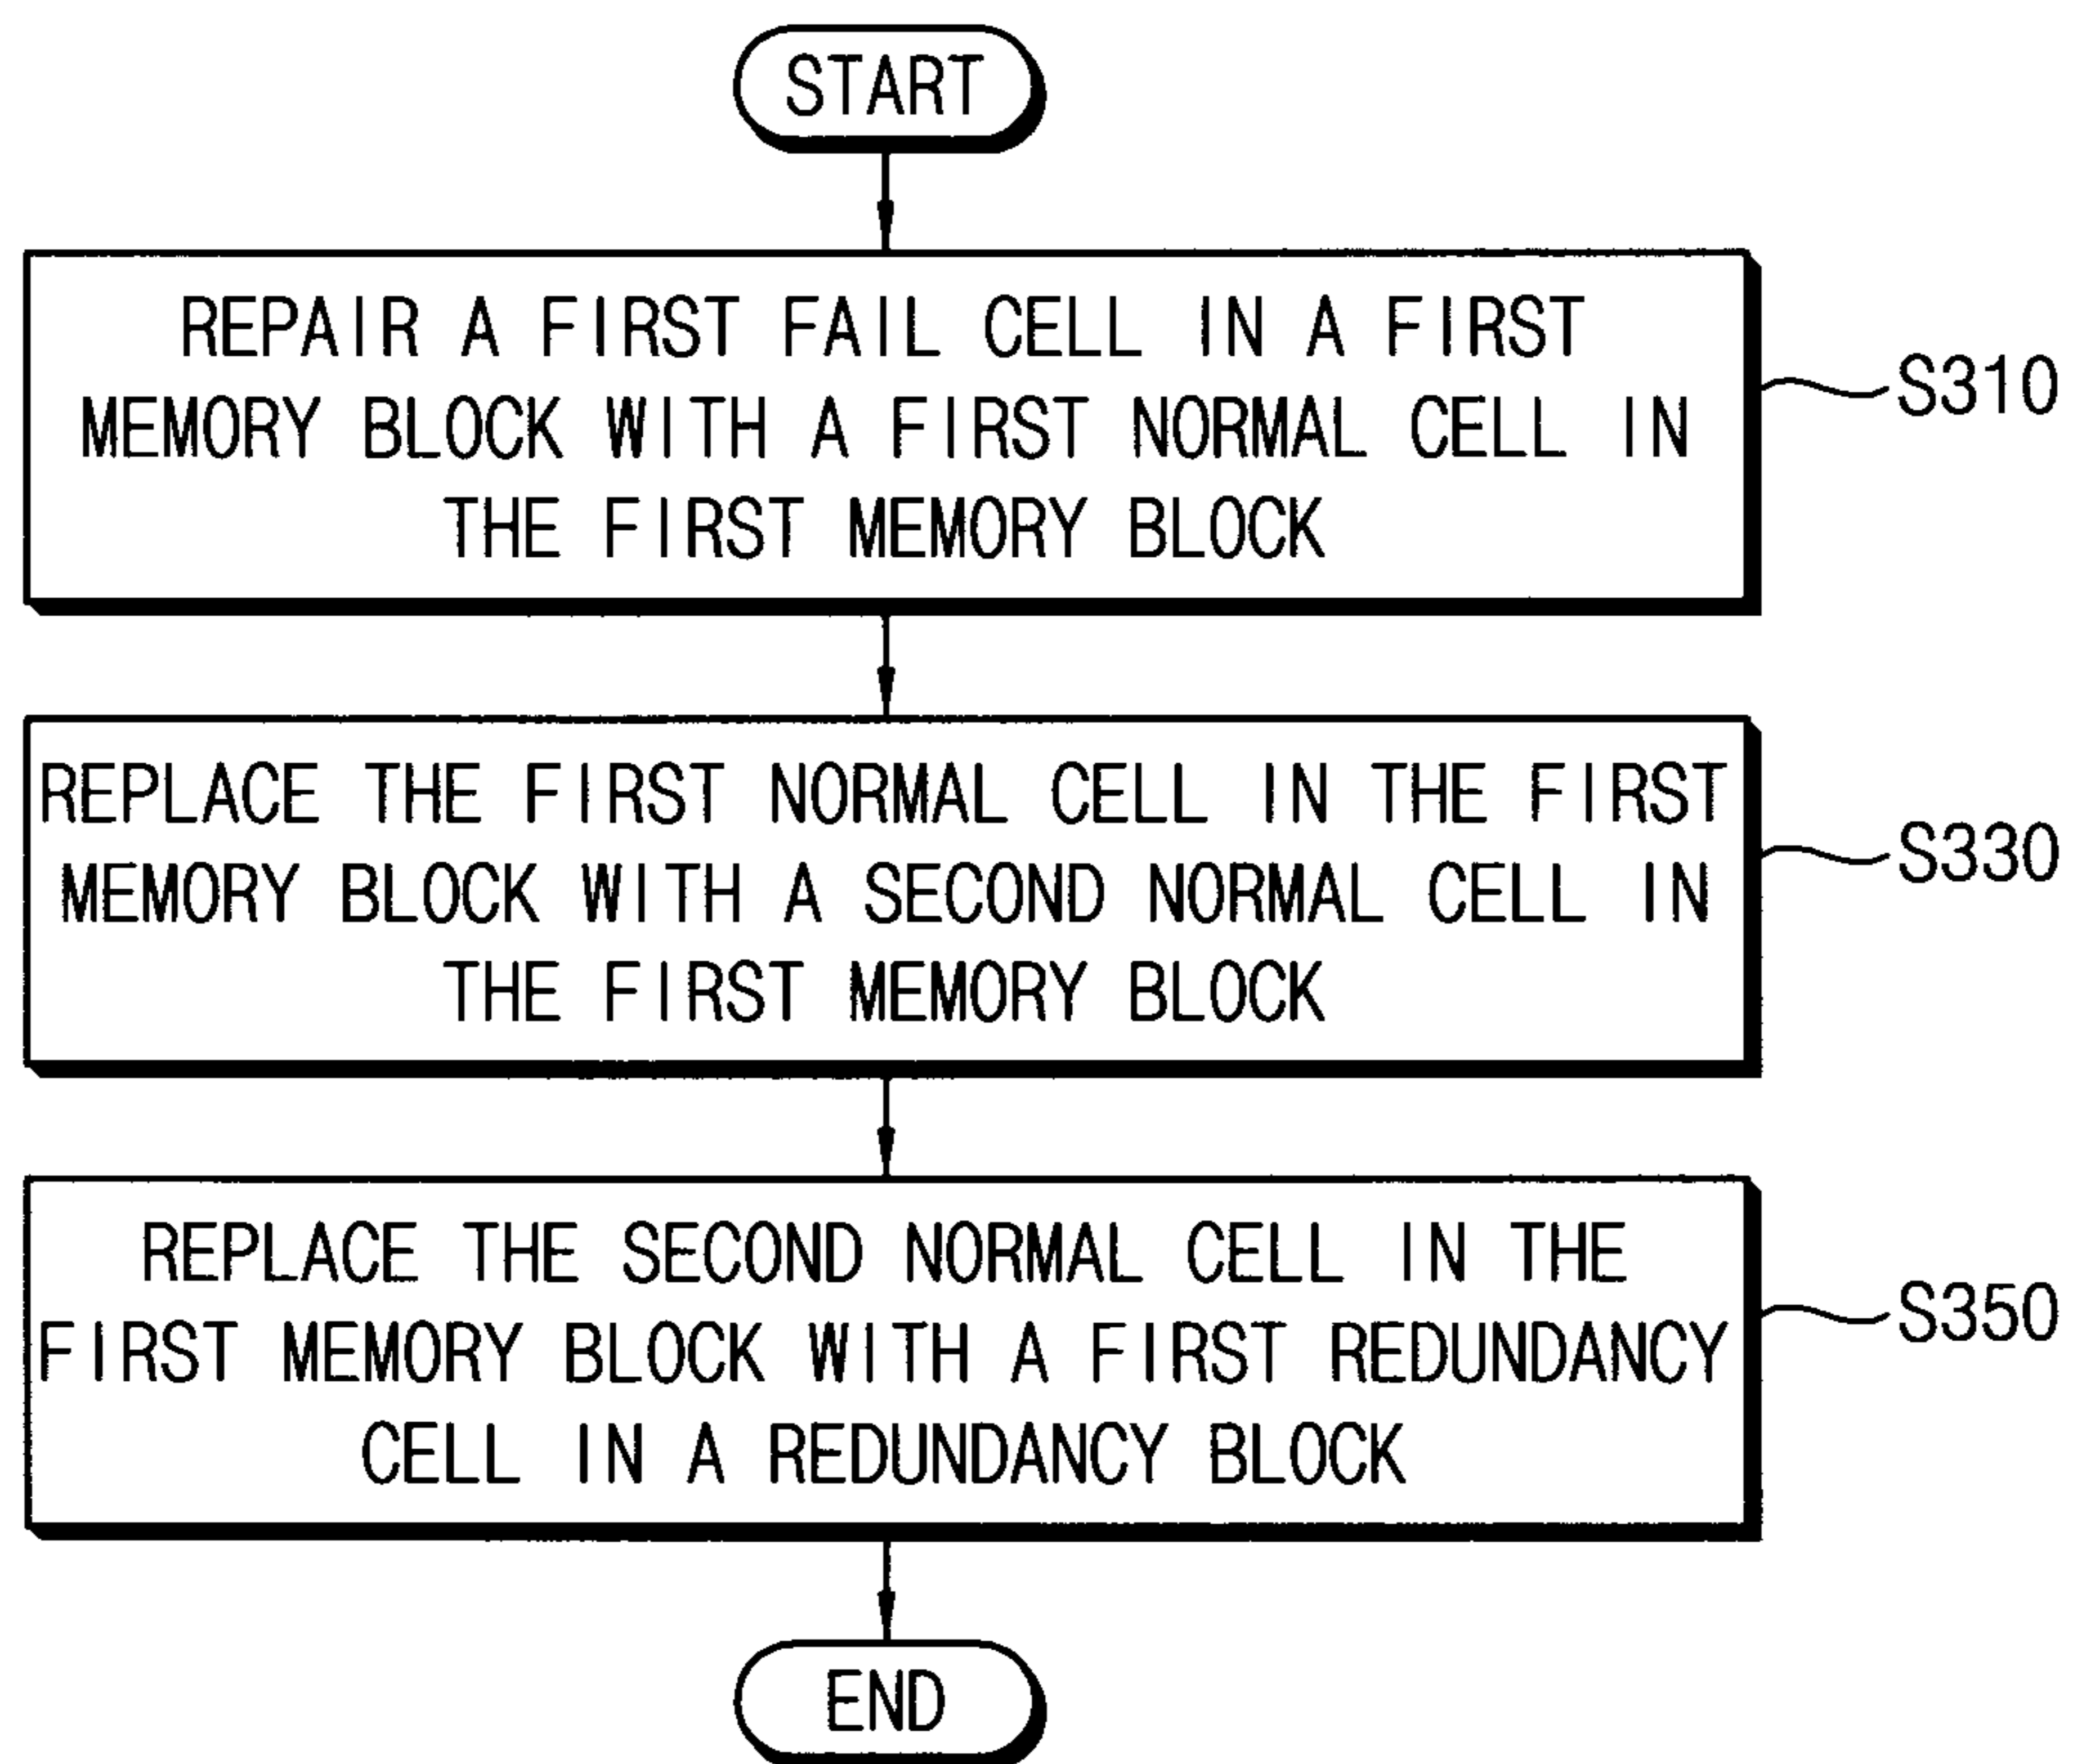 START
REPAIR A FIRST FAIL CELL IN A FIRST
MEMORY BLOCK WITH A FIRST NORMAL CELL IN
THE FIRST MEMORY BLOCK
S310
REPLACE THE FIRST NORMAL CELL IN THE FIRST
MEMORY BLOCK WITH A SECOND NORMAL CELL IN
THE FIRST MEMORY BLOCK
S330
REPLACE THE SECOND NORMAL CELL IN THE
FIRST MEMORY BLOCK WITH A FIRST REDUNDANCY
CELL IN A REDUNDANCY BLOCK
S350
END